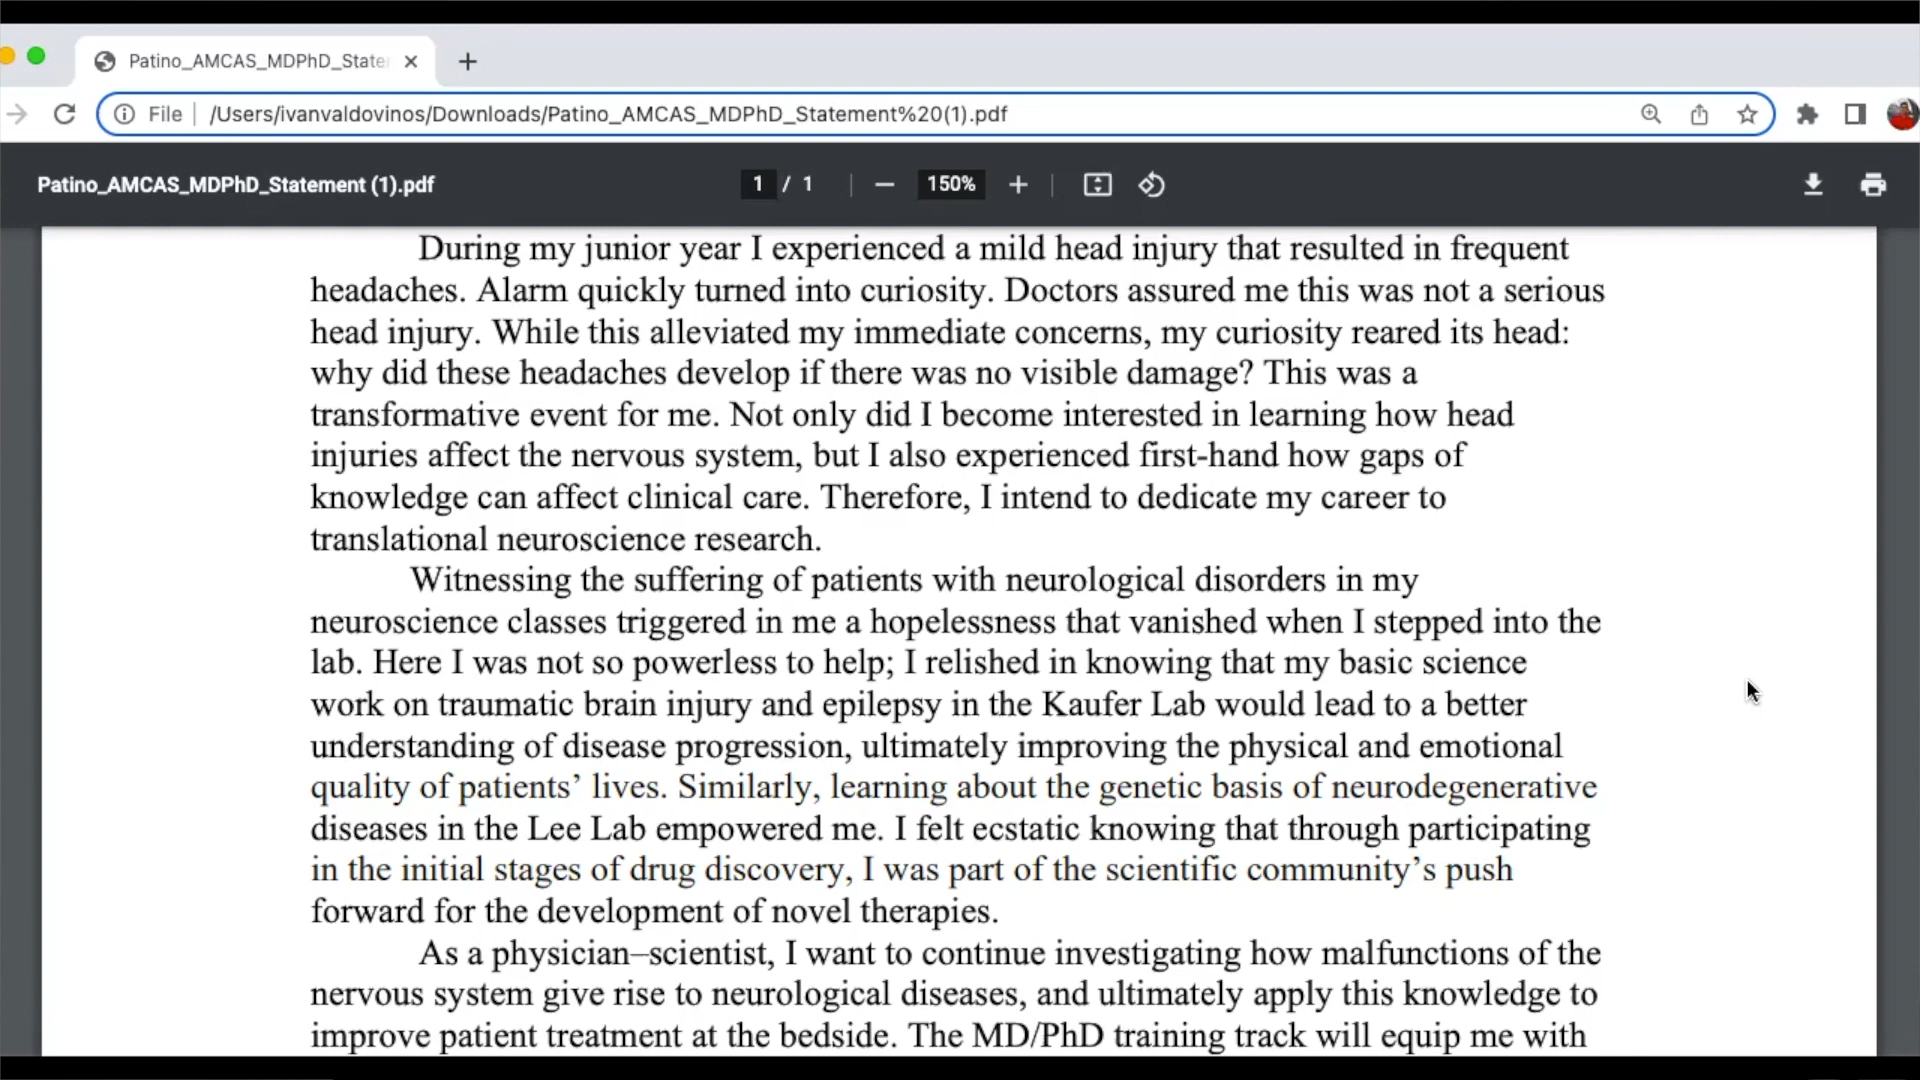 Patino_AMCAS_MDPhD_State
File
/Users/ivanvaldovinos/Downloads/Patino_AMCAS_MDPhD_Statement%20(1).pdf
Patino_AMCAS_MDPhD_Statement (1).pdf
1 / 1
150%
During my junior year I experienced a mild head injury that resulted in frequent
headaches. Alarm quickly turned into curiosity. Doctors assured me this was not a serious
head injury. While this alleviated my immediate concerns, my curiosity reared its head:
why did these headaches develop if there was no visible damage? This was a
transformative event for me. Not only did I become interested in learning how head
injuries affect the nervous system, but I also experienced first-hand how gaps of
knowledge can affect clinical care. Therefore, I intend to dedicate my career to
translational neuroscience research.
Witnessing the suffering of patients with neurological disorders in my
neuroscience classes triggered in me a hopelessness that vanished when I stepped into the
lab. Here I was not so powerless to help; I relished in knowing that my basic science
work on traumatic brain injury and epilepsy in the Kaufer Lab would lead to a better
understanding of disease progression, ultimately improving the physical and emotional
quality of patients’ lives. Similarly, learning about the genetic basis of neurodegenerative
diseases in the Lee Lab empowered me. I felt ecstatic knowing that through participating
in the initial stages of drug discovery, I was part of the scientific community’s push
forward for the development of novel therapies.
As a physician–scientist, I want to continue investigating how malfunctions of the
nervous system give rise to neurological diseases, and ultimately apply this knowledge to
improve patient treatment at the bedside. The MD/PhD training track will equip me with